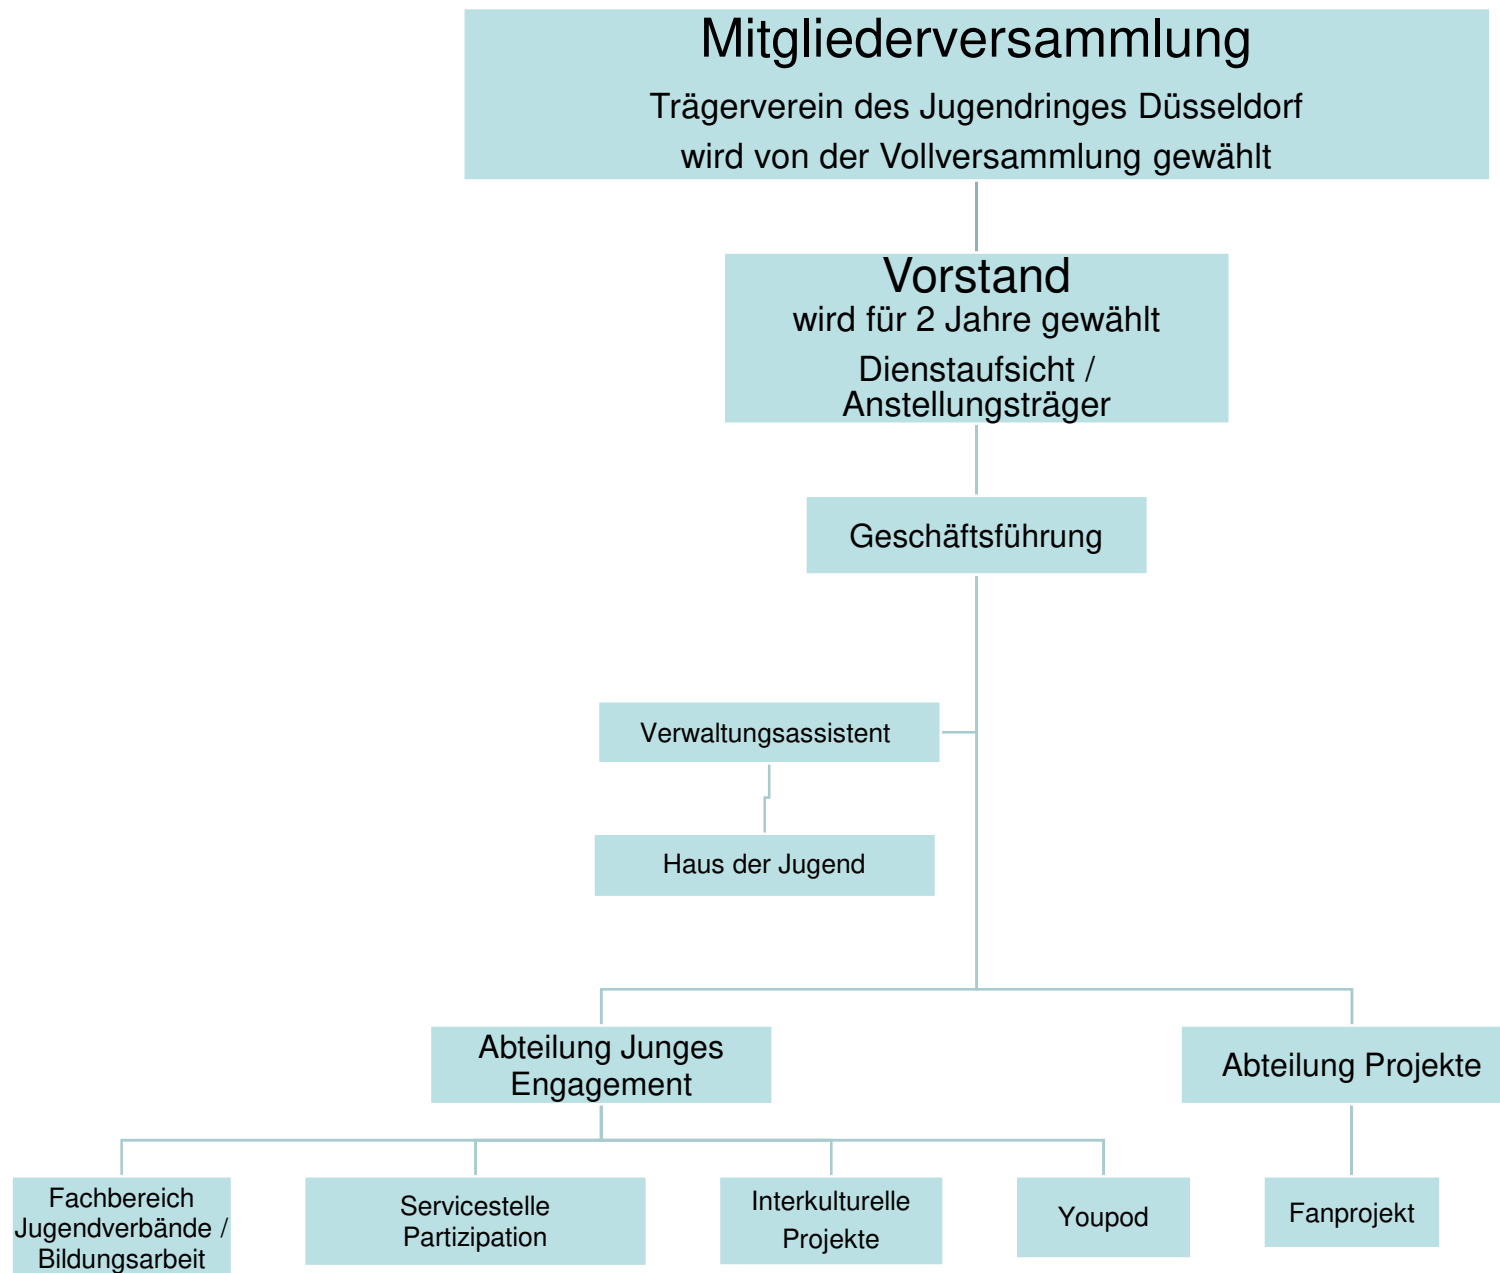 Mitgliederversammlung
Trägerverein des Jugendringes Düsseldorf
wird von der Vollversammlung gewählt
Vorstand
wird für 2 Jahre gewählt
Dienstaufsicht /
Anstellungsträger
Geschäftsführung
Verwaltungsassistent
Haus der Jugend
Abteilung Junges
Engagement
Abteilung Projekte
Fachbereich
Jugendverbände /
Bildungsarbeit
Servicestelle
Partizipation
Interkulturelle
Projekte
Youpod
Fanprojekt